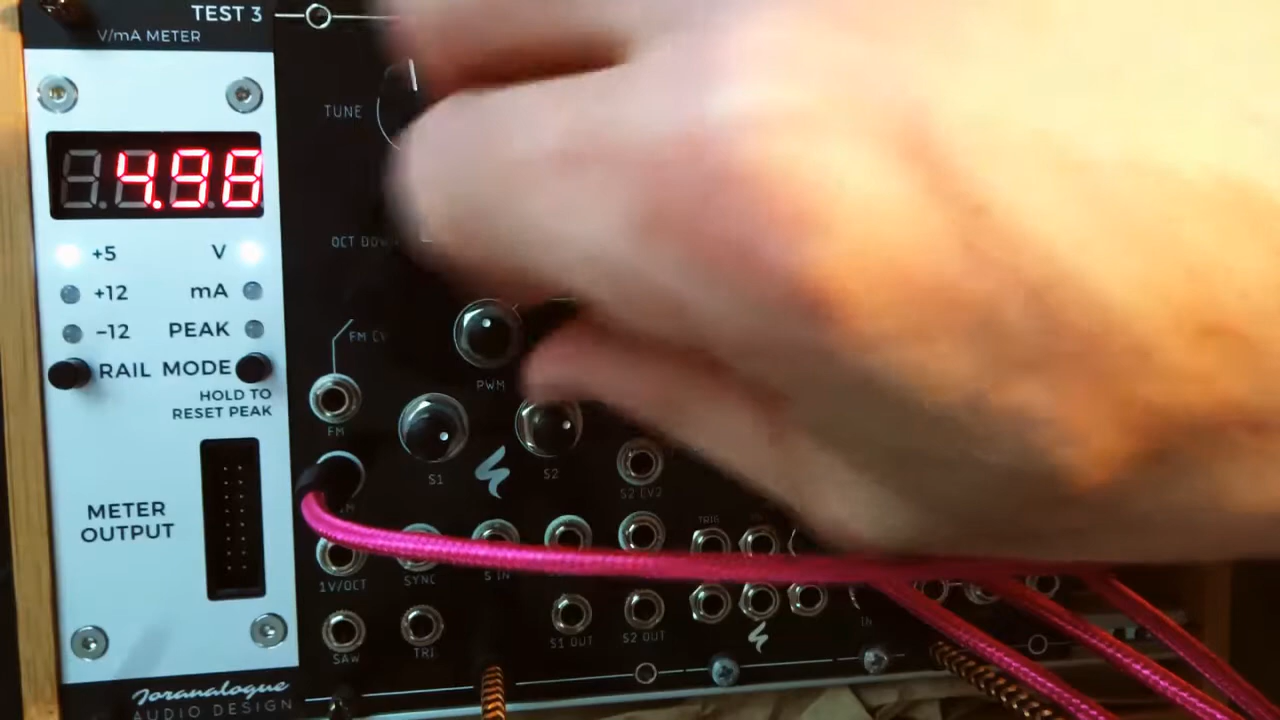 TEST 3
V/mA METER
4.98
+5 V
+12 mA
-12 PEAK
RAIL MODE
HOLD TO
RESET PEAK
METER
OUTPUT
Joranalogue
AUDIO DESIGN
TUNE
OCT DOWN
FM CV
PWM
FM
S1
S2
S2 CV2
TRIG
1V/OCT
SYNC
S IN
S1 OUT
S2 OUT
IN
SAW
TRI